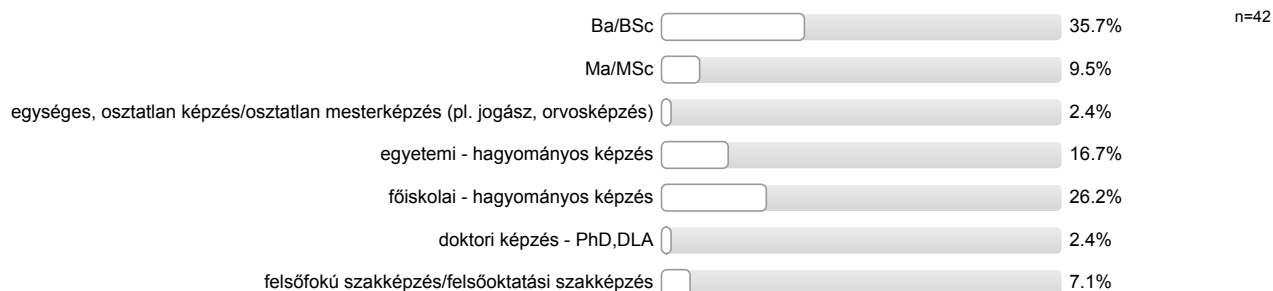 n=42
Ba/BSc 35.7%
Ma/MSc 9.5%
egységes, osztatlan képzés/osztatlan mesterképzés (pl. jogász, orvosképzés) 2.4%
egyetemi - hagyományos képzés 16.7%
főiskolai - hagyományos képzés 26.2%
doktori képzés - PhD,DLA 2.4%
felsőfokú szakképzés/felsőoktatási szakképzés 7.1%